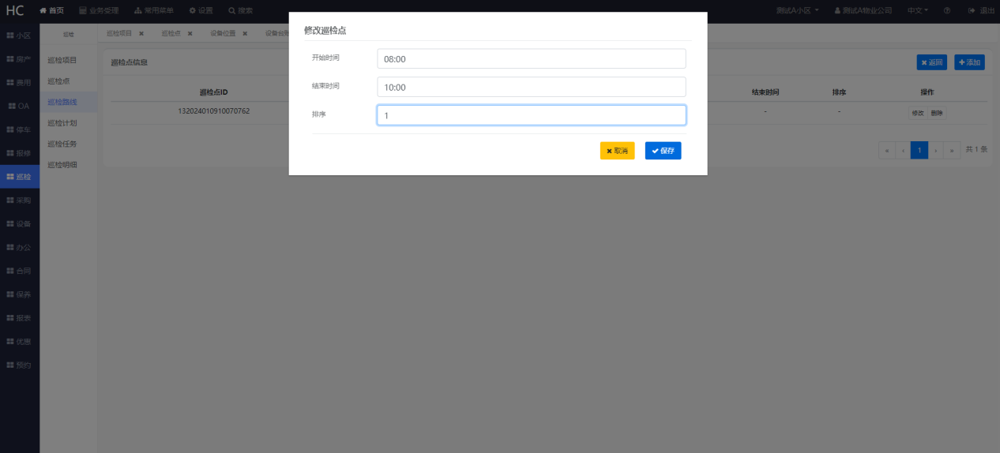 HC 首页 业务受理 常用菜单 设置 搜索 测试A小区 测试A物业公司 中文 退出
修改巡检点
开始时间 08:00
结束时间 10:00
排序 1
取消 保存
小区
房产
费用
OA
停车
报修
巡检
采购
设备
办公
合同
保养
报表
优惠
预约
巡检
巡检项目
巡检点
巡检路线
巡检计划
巡检任务
巡检明细
巡检项目 巡检点 设备位置 设备台账
巡检点信息 返回 添加
巡检点ID 结束时间 排序 操作
132024010910070762 - - 修改 删除
« ‹ 1 › » 共 1 条